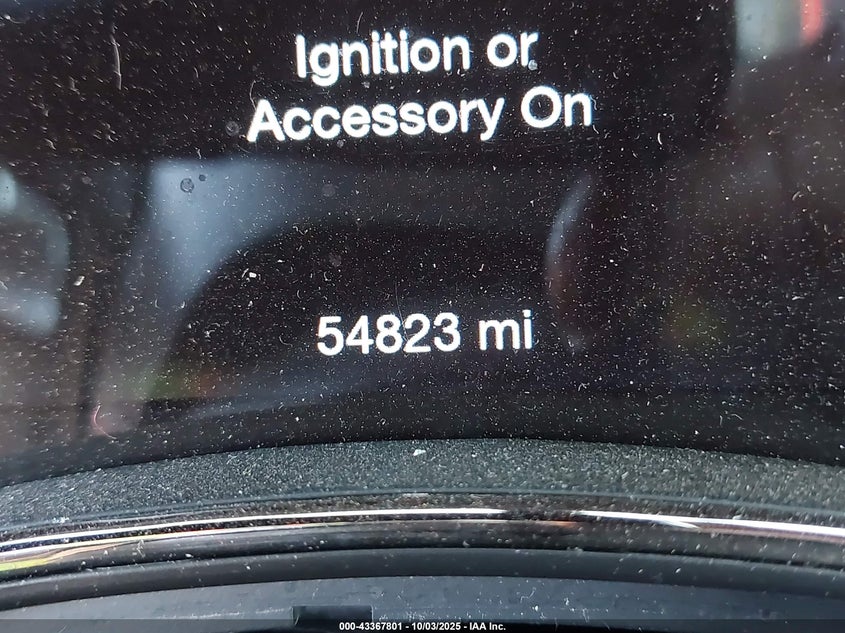 Ignition or
Accessory On
54823 mi
000-43367801 - 10/03/2025 - IAA Inc.